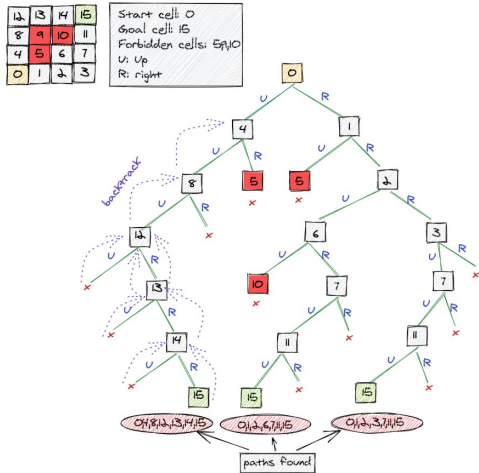 12 13 14 15
8 9 10 11
4 5 6 7
0 1 2 3
Start cell: 0
Goal cell: 15
Forbidden cells: 5,9,10
U: Up
R: right
0
U R
4 1
U R U R
8 5 5 2
x x
backtrack
U R U R
12 x 6 3
U R U R U R
x 13 10 7 7 x
x
U R U R U R
x 14 11 x 11 x
U R U R U R
x 15 15 x 15 x
0,4,8,12,13,14,15
0,1,2,6,7,11,15
0,1,2,3,7,11,15
paths found